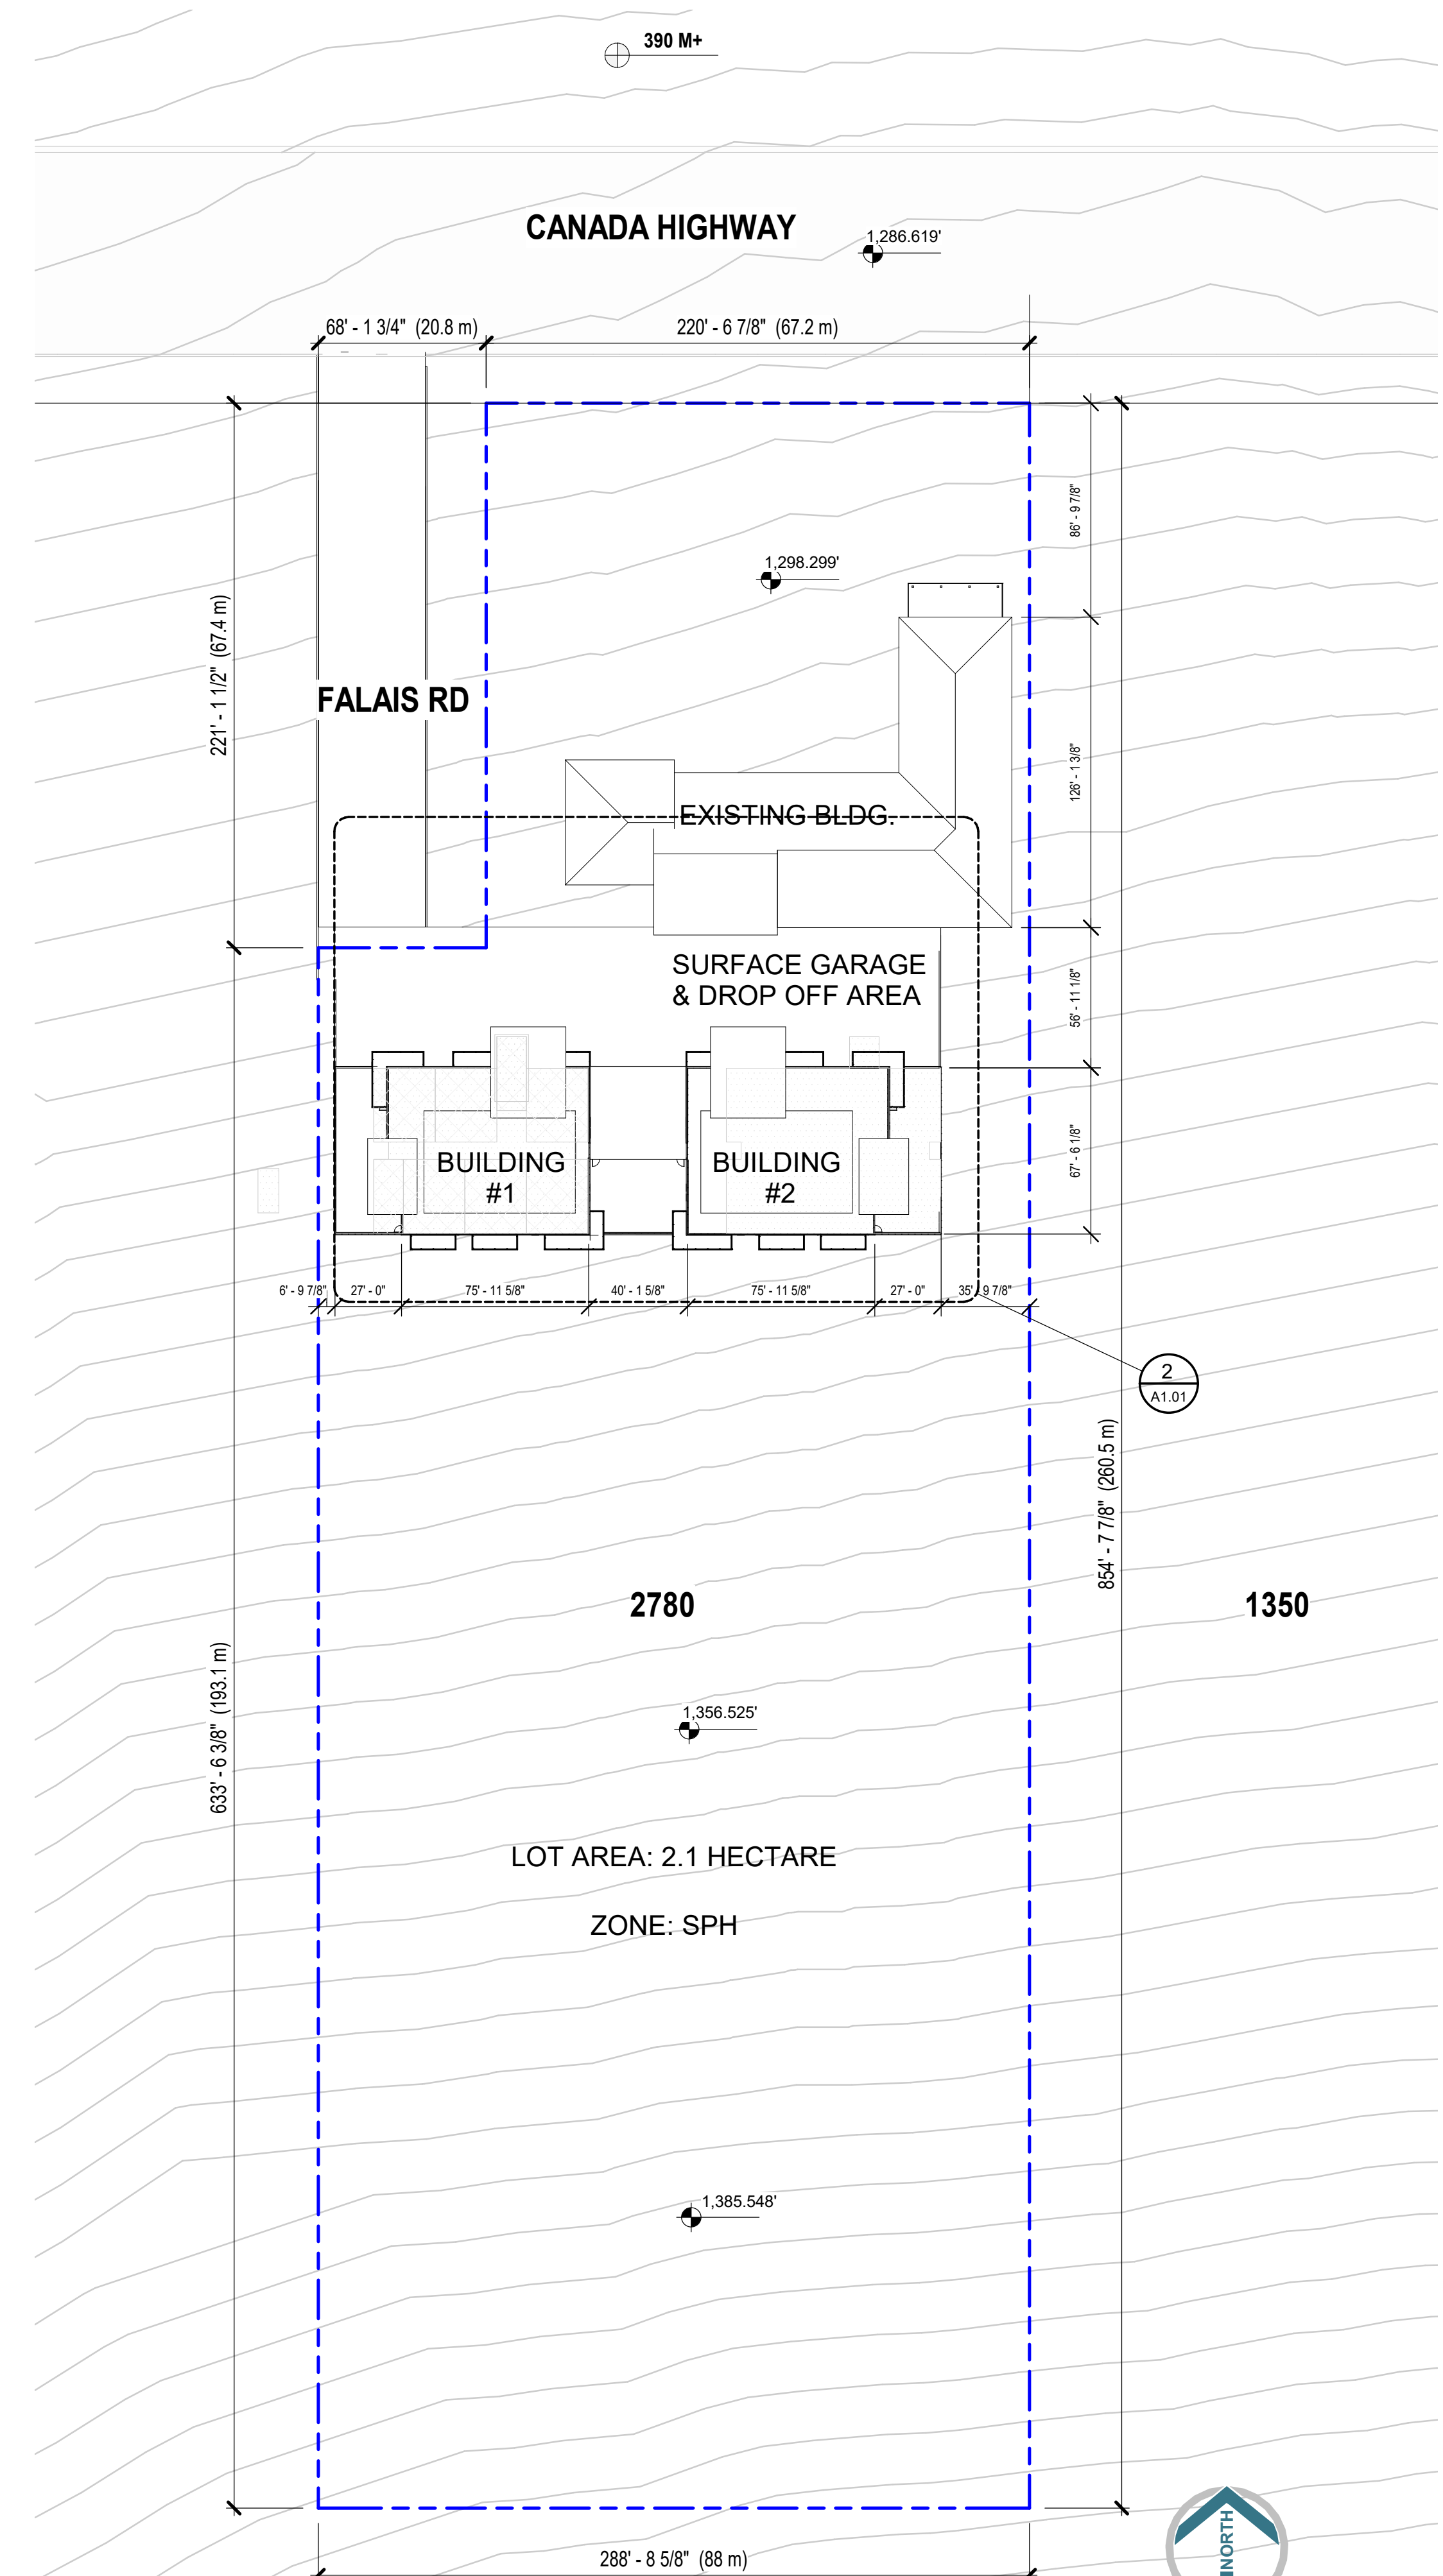 390 M+
CANADA HIGHWAY
1,286.619'
68' - 1 3/4" (20.8 m)
220' - 6 7/8" (67.2 m)
86' - 9 7/8"
1,298.299'
221' - 1 1/2" (67.4 m)
FALAIS RD
126' - 1 3/8"
EXISTING BLDG.
SURFACE GARAGE
& DROP OFF AREA
56' - 11 1/8"
BUILDING
#1
BUILDING
#2
67' - 6 1/8"
6' - 9 7/8"
27' - 0"
75' - 11 5/8"
40' - 1 5/8"
75' - 11 5/8"
27' - 0"
35' - 9 7/8"
2
A1.01
854' - 7 7/8" (260.5 m)
2780
1350
633' - 6 3/8" (193.1 m)
1,356.525'
LOT AREA: 2.1 HECTARE
ZONE: SPH
1,385.548'
288' - 8 5/8" (88 m)